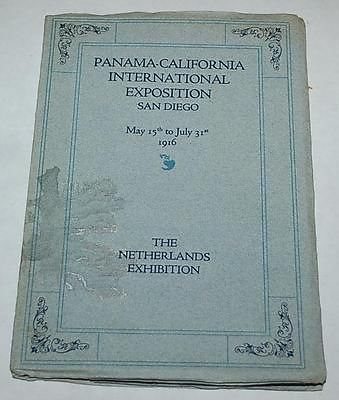 PANAMA-CALIFORNIA
INTERNATIONAL
EXPOSITION
SAN DIEGO
May 15th to July 31st
1916
THE
NETHERLANDS
EXHIBITION